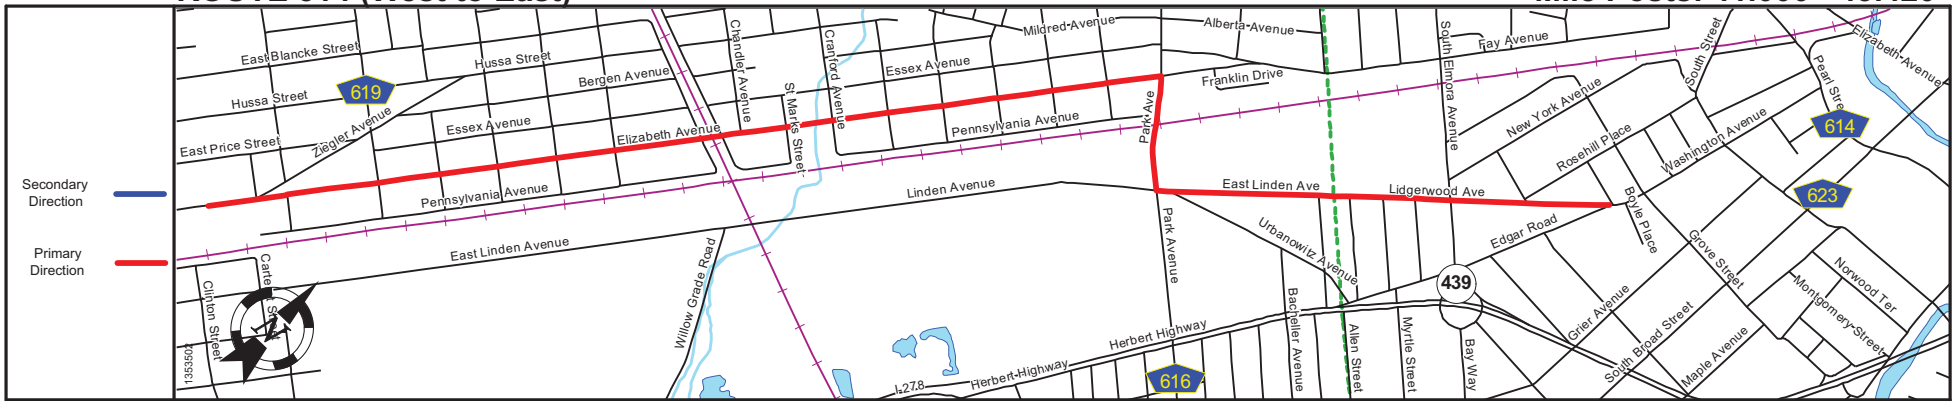 Secondary
Direction
Primary
Direction
East Blancke Street
Hussa Street
Hussa Street
619
Bergen Avenue
East Price Street
Ziegler Avenue
Essex Avenue
Elizabeth Avenue
Pennsylvania Avenue
Chandler Avenue
St Marks Street
Cranford Avenue
Essex Avenue
Mildred Avenue
Alberta Avenue
Franklin Drive
Pennsylvania Avenue
Park Ave
Linden Avenue
East Linden Avenue
East Linden Ave
Lidgerwood Ave
South Elmora Avenue
Fay Avenue
South Street
Elizabeth Avenue
Pearl Stre
New York Avenue
Rosehill Place
Washington Avenue
614
623
Boyle Place
Edgar Road
Urbanowitz Avenue
Park Avenue
439
Grove Street
Norwood Ter
Montgomery Street
Grier Avenue
South Broad Street
Maple Avenue
Clinton Street
Willow Grade Road
Herbert Highway
Herbert Highway
I-278
616
Bacheller Avenue
Allen Street
Myrtle Street
Bay Way
1353502
N